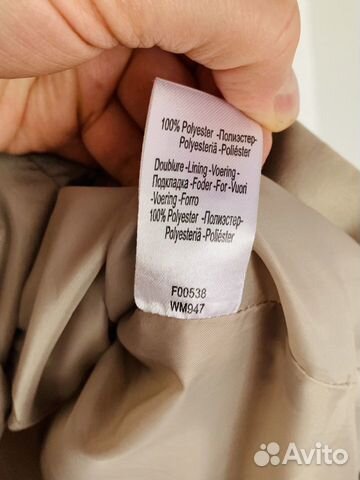 100% Polyester -Полиэстер-
Polyesteriä -Poliéster
Doublure -Lining -Voering -
Подкладка -Foder -For -Vuori
-Voering -Forro
100% Polyester -Полиэстер-
Polyesteriä -Poliéster
F00538
WM947
Avito